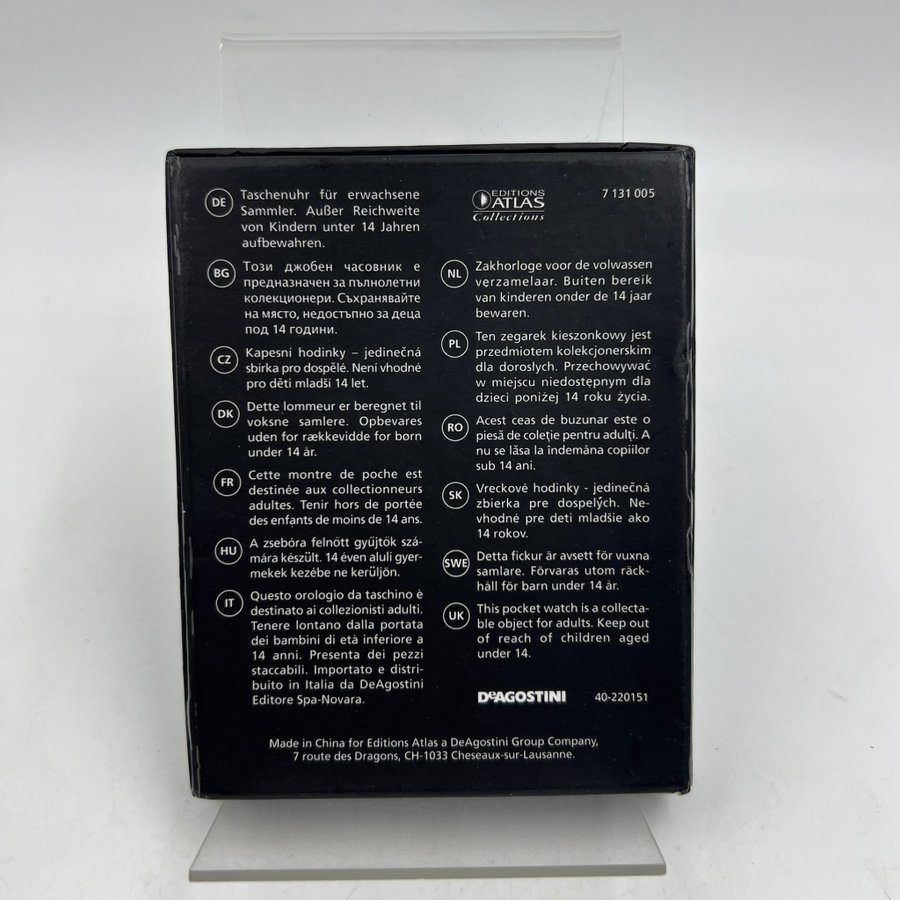 DE
Taschenuhr für erwachsene
Sammler. Außer Reichweite
von Kindern unter 14 Jahren
aufbewahren.
BG
Този джобен часовник е
предназначен за пълнолетни
колекционери. Съхранявайте
на място, недостъпно за деца
под 14 години.
CZ
Kapesní hodinky – jedinečná
sbírka pro dospělé. Není vhodné
pro děti mladší 14 let.
DK
Dette lommeur er beregnet til
voksne samlere. Opbevares
uden for rækkevidde for born
under 14 år.
FR
Cette montre de poche est
destinée aux collectionneurs
adultes. Tenir hors de portée
des enfants de moins de 14 ans.
HU
A zsebóra felnőtt gyűjtők szá-
mára készült. 14 éven aluli gyer-
mekek kezébe ne kerüljön.
IT
Questo orologio da taschino è
destinato ai collezionisti adulti.
Tenere lontano dalla portata
dei bambini di età inferiore a
14 anni. Presenta dei pezzi
staccabili. Importato e distri-
buito in Italia da DeAgostini
Editore Spa-Novara.
EDITIONS
ATLAS
Collections
7 131 005
NL
Zakhorloge voor de volwassen
verzamelaar. Buiten bereik
van kinderen onder de 14 jaar
bewaren.
PL
Ten zegarek kieszonkowy jest
przedmiotem kolekcjonerskim
dla dorosłych. Przechowywać
w miejscu niedostępnym dla
dzieci poniżej 14 roku życia.
RO
Acest ceas de buzunar este o
piesă de coleţie pentru adulţi. A
nu se lăsa la îndemâna copiilor
sub 14 ani.
SK
Vreckové hodinky - jedinečná
zbierka pre dospelých. Ne-
vhodné pre deti mladšie ako
14 rokov.
SWE
Detta fickur är avsett för vuxna
samlare. Förvaras utom räck-
håll för barn under 14 år.
UK
This pocket watch is a collecta-
ble object for adults. Keep out
of reach of children aged
under 14.
DeAGOSTINI
40-220151
Made in China for Editions Atlas a DeAgostini Group Company,
7 route des Dragons, CH-1033 Cheseaux-sur-Lausanne.